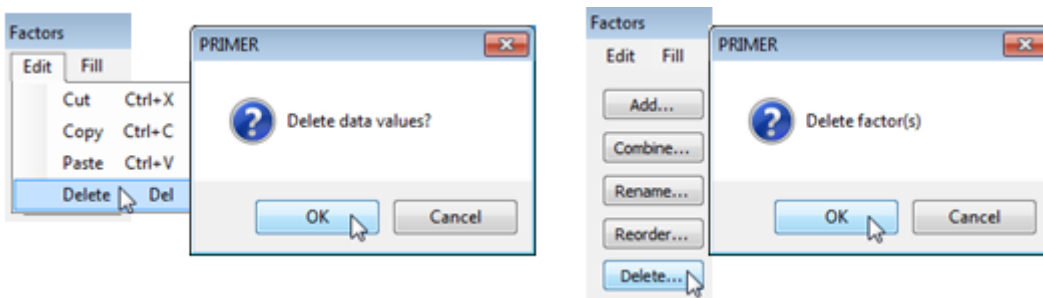 Factors
Edit Fill
Cut Ctrl+X
Copy Ctrl+C
Paste Ctrl+V
Delete Del
PRIMER
Delete data values?
OK Cancel
Factors
Edit Fill
Add...
Combine...
Rename...
Reorder...
Delete...
PRIMER
Delete factor(s)
OK Cancel